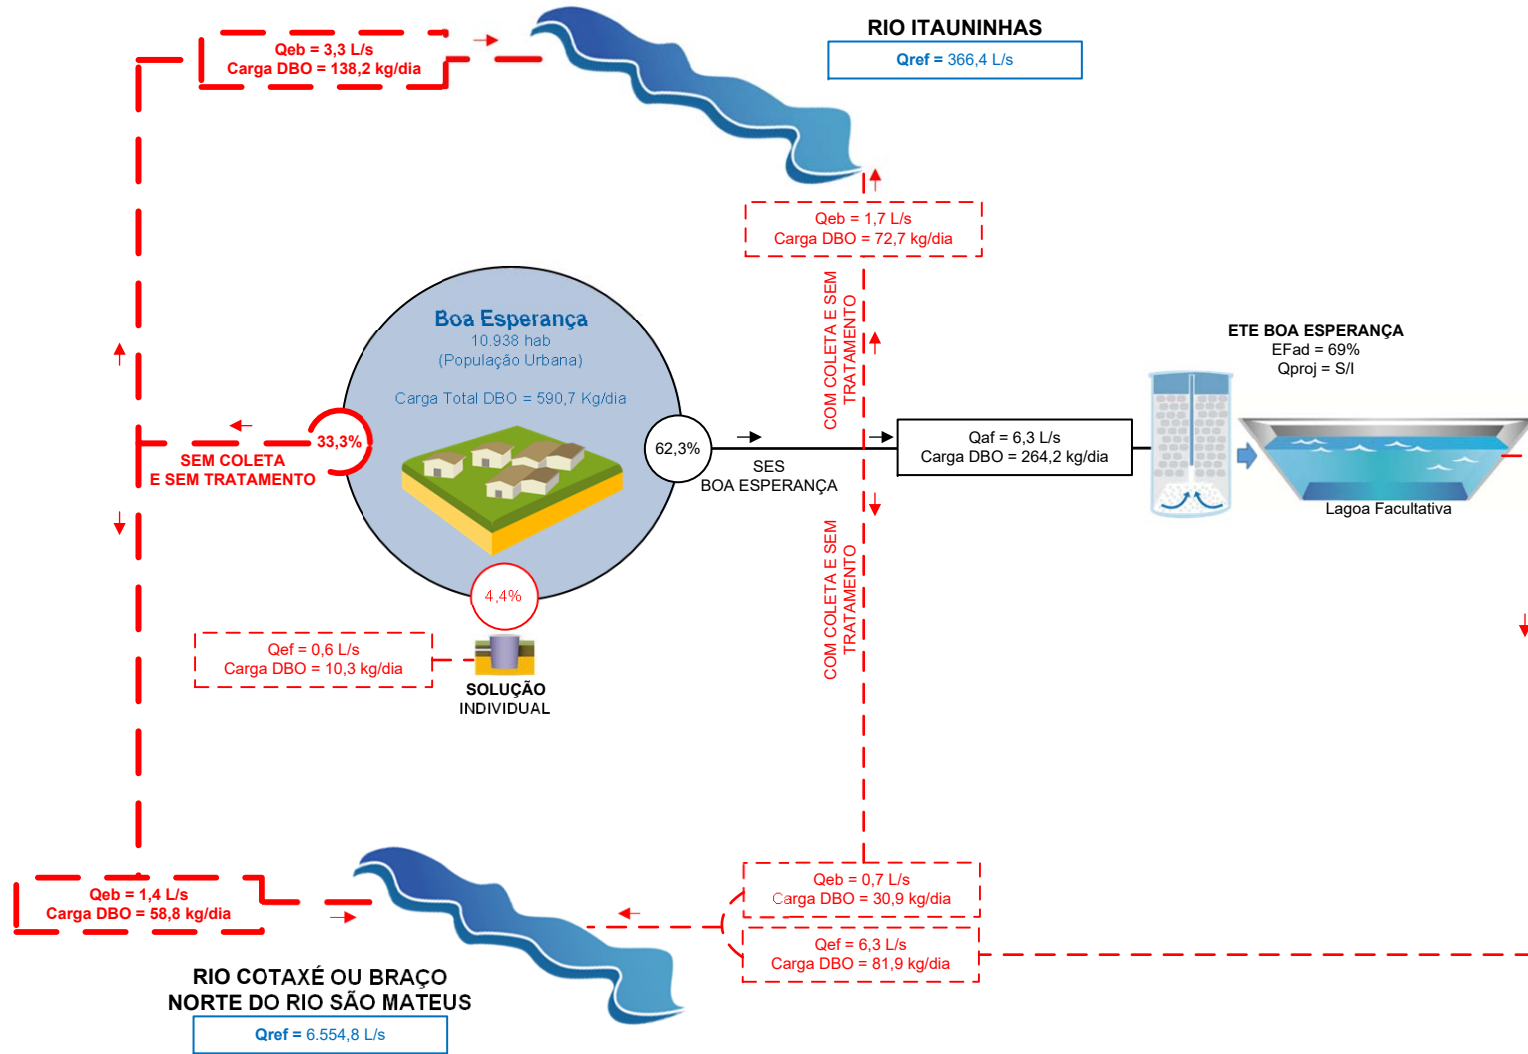 RIO ITAUNINHAS
Qref = 366,4 L/s
Qeb = 3,3 L/s
Carga DBO = 138,2 kg/dia
Qeb = 1,7 L/s
Carga DBO = 72,7 kg/dia
COM COLETA E SEM
TRATAMENTO
Boa Esperança
10.938 hab
(População Urbana)
Carga Total DBO = 590,7 Kg/dia
33,3%
SEM COLETA
E SEM TRATAMENTO
62,3%
SES
BOA ESPERANÇA
Qaf = 6,3 L/s
Carga DBO = 264,2 kg/dia
ETE BOA ESPERANÇA
EFad = 69%
Qproj = S/I
Lagoa Facultativa
COM COLETA E SEM
TRATAMENTO
4,4%
Qef = 0,6 L/s
Carga DBO = 10,3 kg/dia
SOLUÇÃO
INDIVIDUAL
Qeb = 1,4 L/s
Carga DBO = 58,8 kg/dia
Qeb = 0,7 L/s
Carga DBO = 30,9 kg/dia
Qef = 6,3 L/s
Carga DBO = 81,9 kg/dia
RIO COTAXÉ OU BRAÇO
NORTE DO RIO SÃO MATEUS
Qref = 6.554,8 L/s